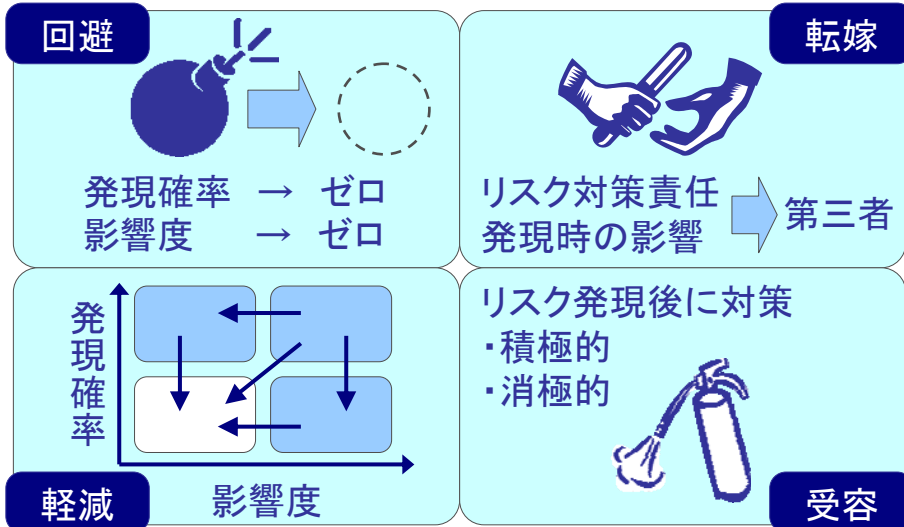 回避
発現確率 → ゼロ
影響度 → ゼロ
転嫁
リスク対策責任
発現時の影響
第三者
発現確率
影響度
軽減
リスク発現後に対策
・積極的
・消極的
受容